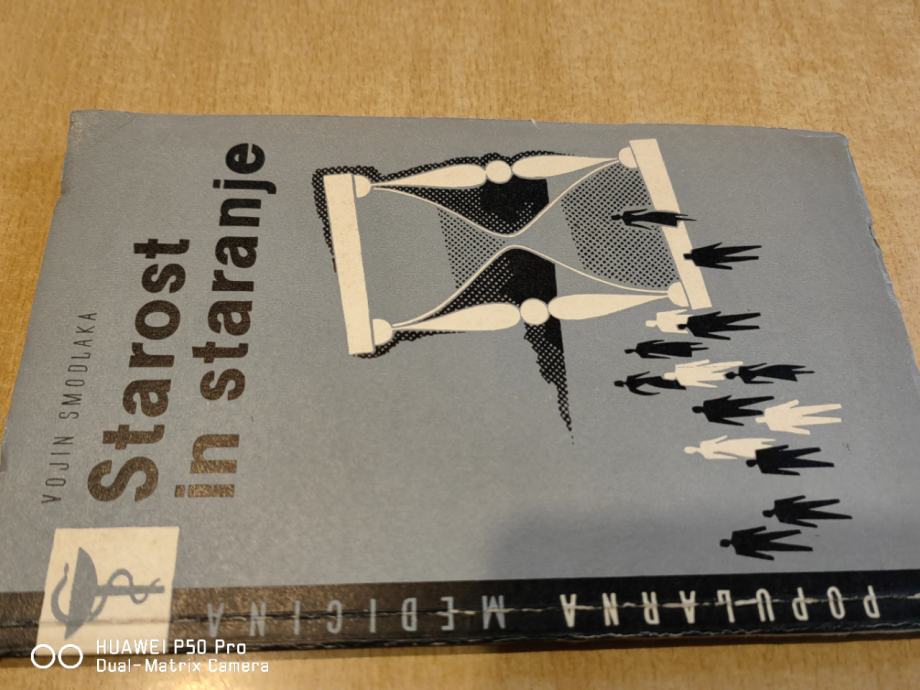 VOJIN SMODLAKA
Starost
in staranje
POPULARNA MEDICINA
HUAWEI P50 Pro
Dual-Matrix Camera